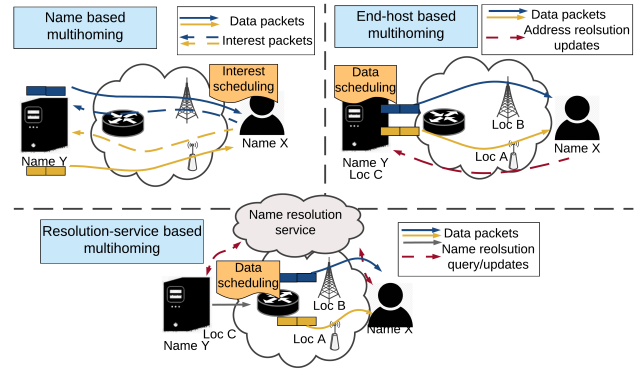 Name based
multihoming
Data packets
Interest packets
Interest
scheduling
Name Y
Name X
End-host based
multihoming
Data packets
Address reolsution
updates
Data
scheduling
Loc B
Loc A
Name X
Name Y
Loc C
Resolution-service based
multihoming
Name resolution
service
Data packets
Name reolsution
query/updates
Data
scheduling
Loc B
Loc C
Name Y
Loc A
Name X